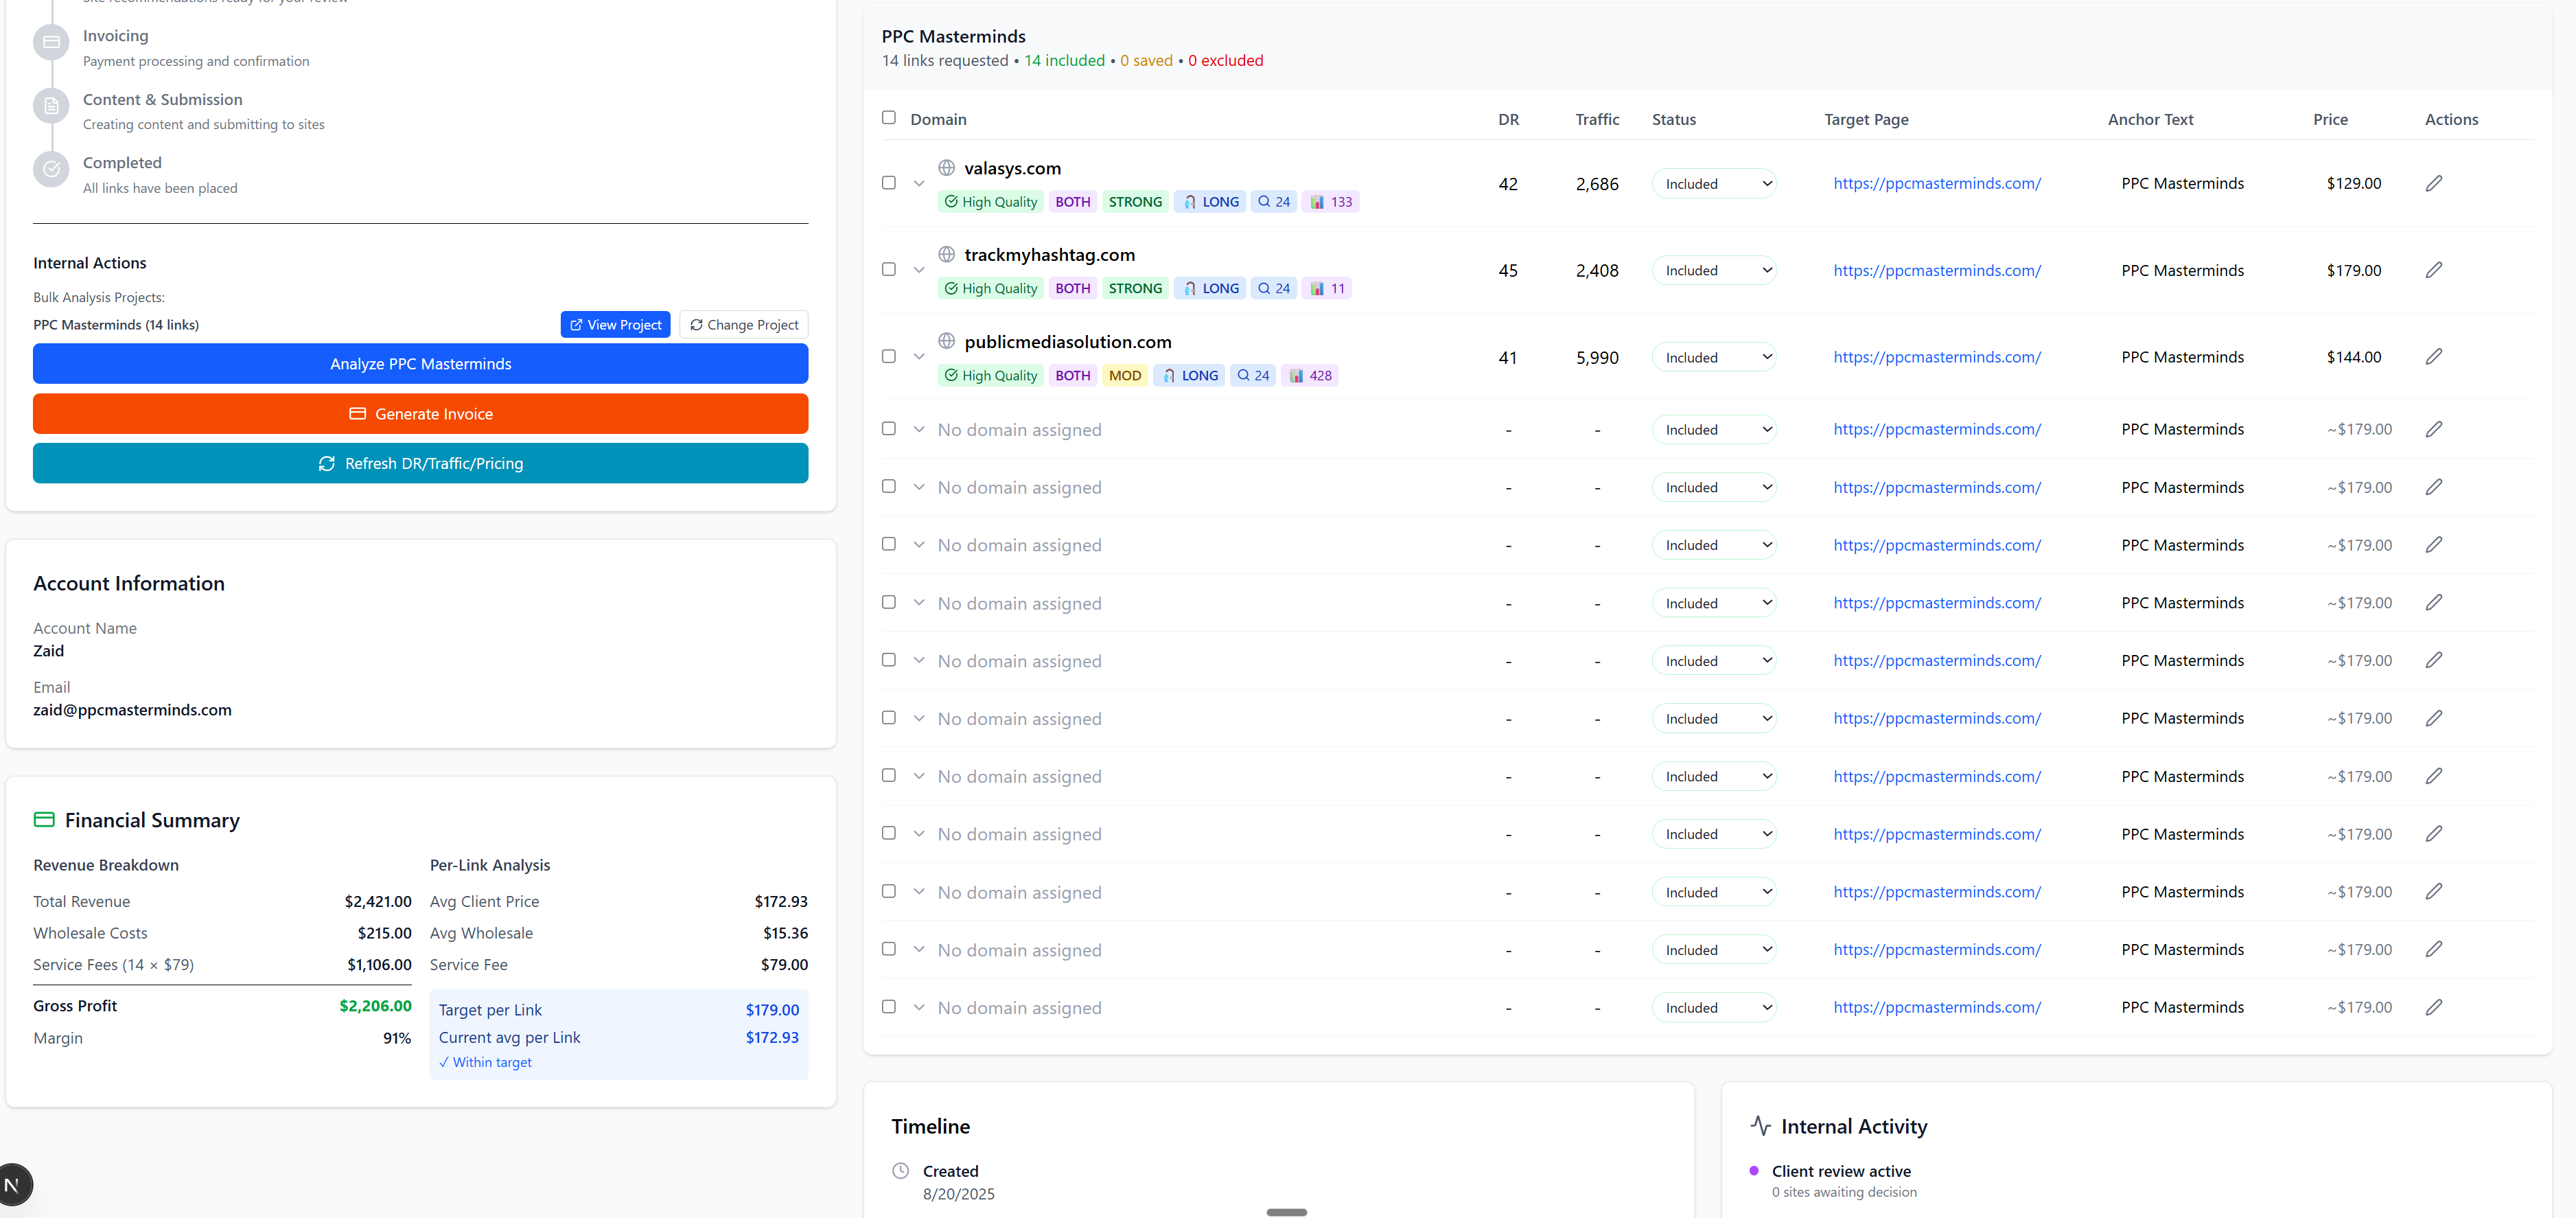 Site recommendations ready for your review
Invoicing
Payment processing and confirmation
Content & Submission
Creating content and submitting to sites
Completed
All links have been placed
Internal Actions
Bulk Analysis Projects:
PPC Masterminds (14 links)
View Project
Change Project
Analyze PPC Masterminds
Generate Invoice
Refresh DR/Traffic/Pricing
Account Information
Account Name
Zaid
Email
zaid@ppcmasterminds.com
Financial Summary
Revenue Breakdown
Total Revenue $2,421.00
Wholesale Costs $215.00
Service Fees (14 × $79) $1,106.00
Gross Profit $2,206.00
Margin 91%
Per-Link Analysis
Avg Client Price $172.93
Avg Wholesale $15.36
Service Fee $79.00
Target per Link $179.00
Current avg per Link $172.93
✓ Within target
N
PPC Masterminds
14 links requested • 14 included • 0 saved • 0 excluded
Domain DR Traffic Status Target Page Anchor Text Price Actions
valasys.com 42 2,686 Included https://ppcmasterminds.com/ PPC Masterminds $129.00
High Quality BOTH STRONG LONG 24 133
trackmyhashtag.com 45 2,408 Included https://ppcmasterminds.com/ PPC Masterminds $179.00
High Quality BOTH STRONG LONG 24 11
publicmediasolution.com 41 5,990 Included https://ppcmasterminds.com/ PPC Masterminds $144.00
High Quality BOTH MOD LONG 24 428
No domain assigned - - Included https://ppcmasterminds.com/ PPC Masterminds ~$179.00
No domain assigned - - Included https://ppcmasterminds.com/ PPC Masterminds ~$179.00
No domain assigned - - Included https://ppcmasterminds.com/ PPC Masterminds ~$179.00
No domain assigned - - Included https://ppcmasterminds.com/ PPC Masterminds ~$179.00
No domain assigned - - Included https://ppcmasterminds.com/ PPC Masterminds ~$179.00
No domain assigned - - Included https://ppcmasterminds.com/ PPC Masterminds ~$179.00
No domain assigned - - Included https://ppcmasterminds.com/ PPC Masterminds ~$179.00
No domain assigned - - Included https://ppcmasterminds.com/ PPC Masterminds ~$179.00
No domain assigned - - Included https://ppcmasterminds.com/ PPC Masterminds ~$179.00
No domain assigned - - Included https://ppcmasterminds.com/ PPC Masterminds ~$179.00
No domain assigned - - Included https://ppcmasterminds.com/ PPC Masterminds ~$179.00
Timeline
Created
8/20/2025
Internal Activity
Client review active
0 sites awaiting decision